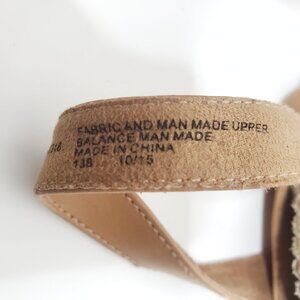 FABRIC AND MAN MADE UPPER
BALANCE MAN MADE
MADE IN CHINA
138 10/15